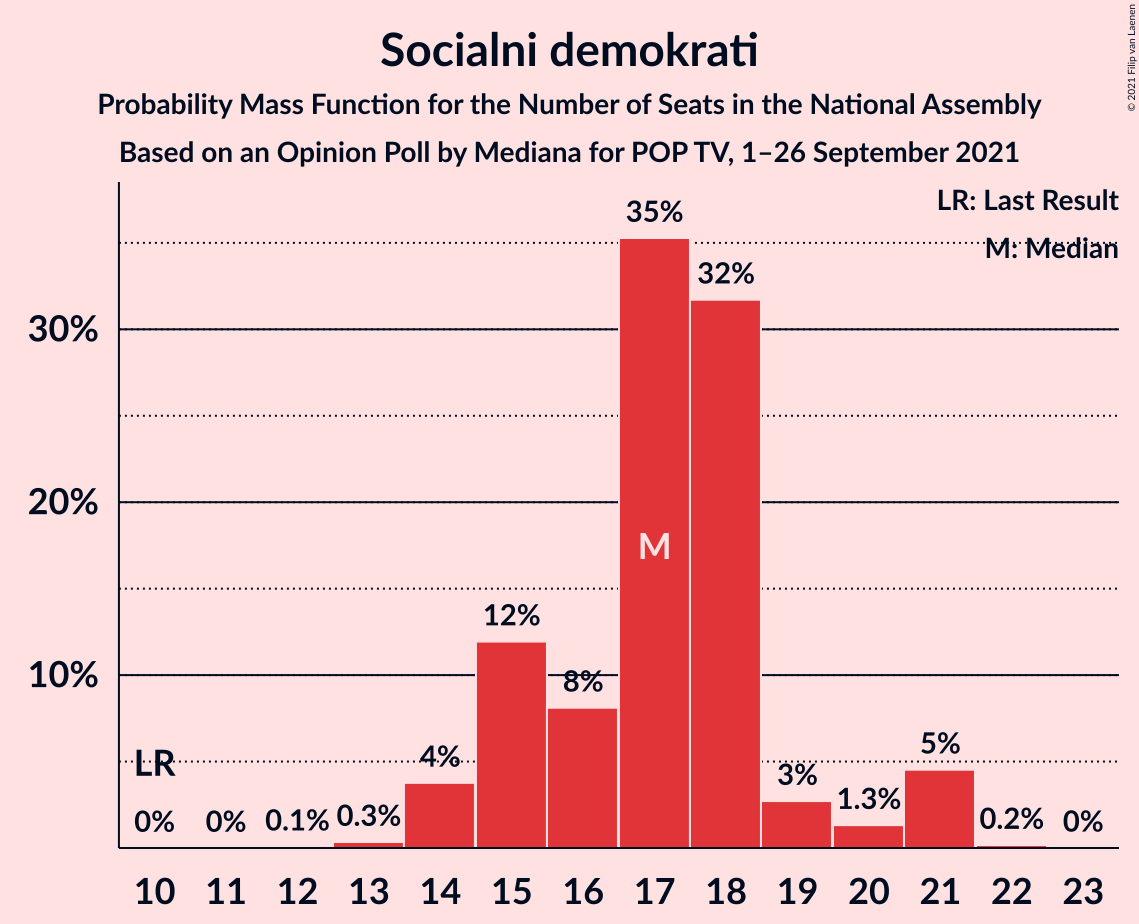 Socialni demokrati
Probability Mass Function for the Number of Seats in the National Assembly
Based on an Opinion Poll by Mediana for POP TV, 1–26 September 2021
© 2021 Filip van Laenen
LR: Last Result
M: Median
35%
32%
30%
20%
M
12%
10%
8%
LR
4%
5%
3%
1.3%
0% 0% 0.1% 0.3%
0.2% 0%
10 11 12 13 14 15 16 17 18 19 20 21 22 23